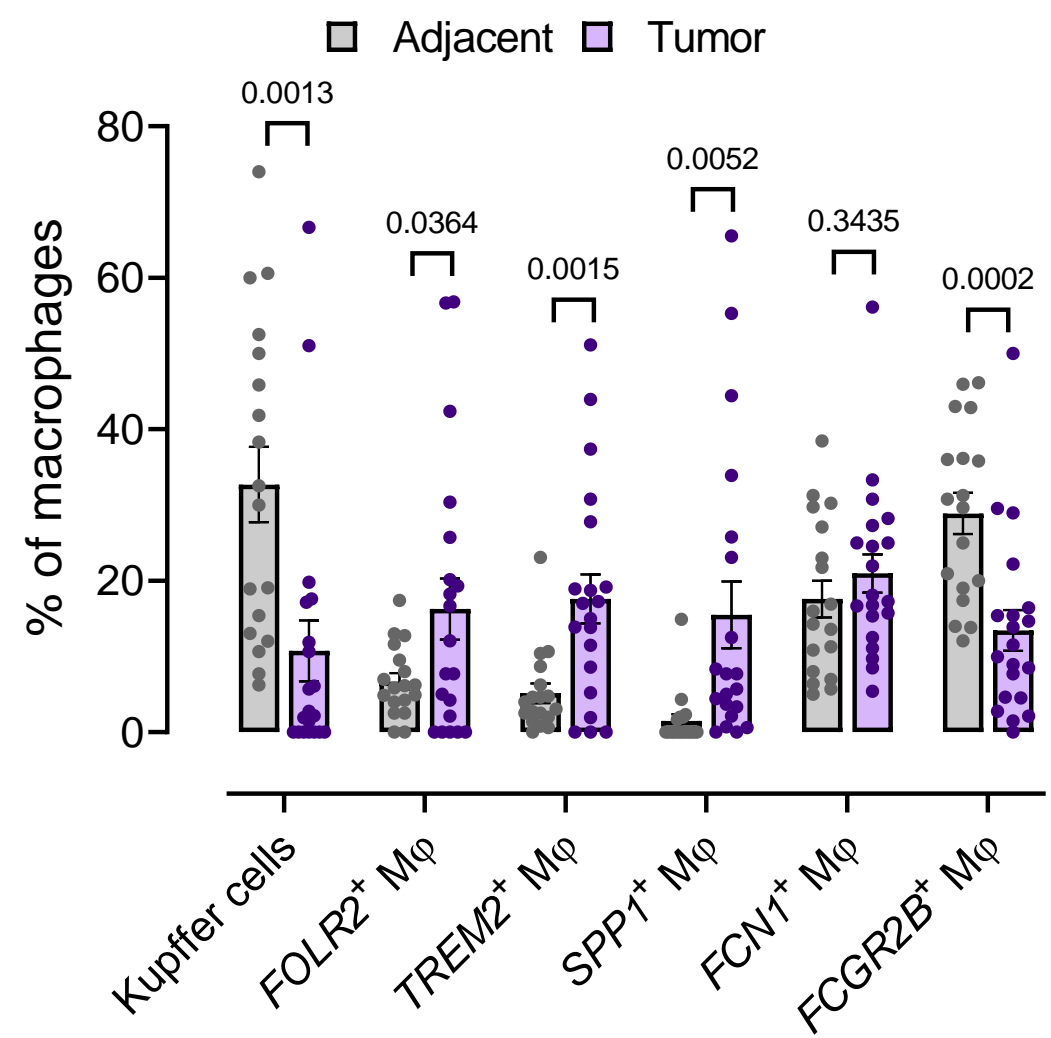 Adjacent Tumor
0.0013
0.0052
0.0364
0.3435
0.0015
0.0002
% of macrophages
80
60
40
20
0
Kupffer cells
FOLR2⁺ Mφ
TREM2⁺ Mφ
SPP1⁺ Mφ
FCN1⁺ Mφ
FCGR2B⁺ Mφ